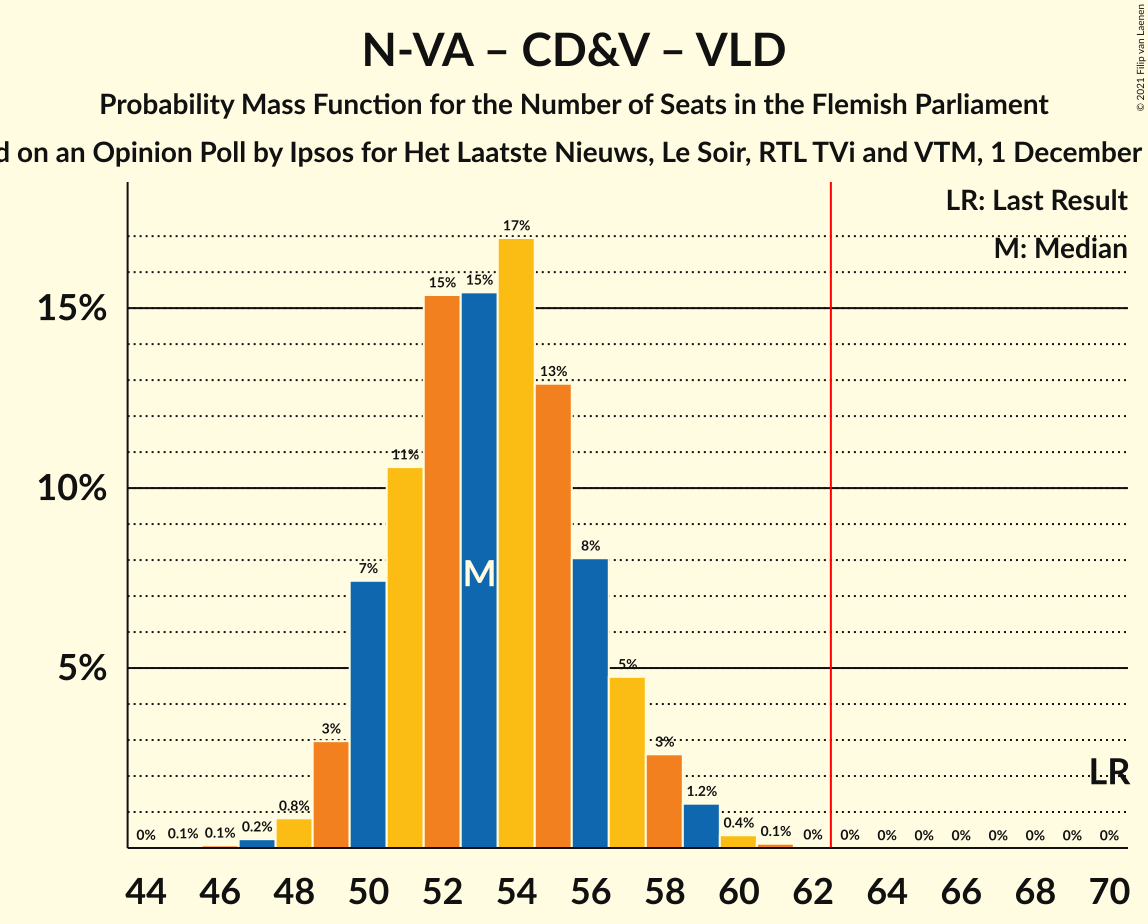 N-VA – CD&V – VLD
Probability Mass Function for the Number of Seats in the Flemish Parliament
on an Opinion Poll by Ipsos for Het Laatste Nieuws, Le Soir, RTL TVi and VTM, 1 December
© 2021 Filip van Laenen
LR: Last Result
M: Median
17%
15% 15%
15%
13%
11%
10%
8%
7%
M
5%
5%
3% 3%
LR
1.2%
0% 0.1% 0.1% 0.2% 0.8% 0.4% 0.1% 0% 0% 0% 0% 0% 0% 0% 0% 0%
44 46 48 50 52 54 56 58 60 62 64 66 68 70